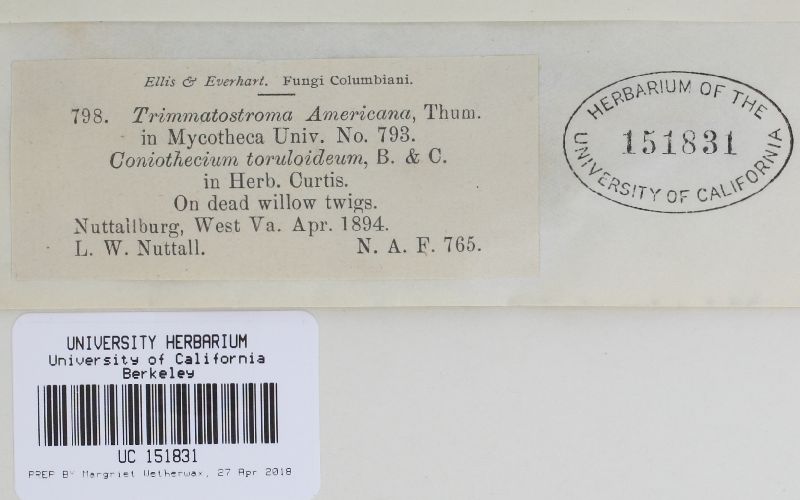 Ellis & Everhart. Fungi Columbiani.
798. Trimmatostroma Americana, Thum.
in Mycotheca Univ. No. 793.
Coniothecium toruloideum, B. & C.
in Herb. Curtis.
On dead willow twigs.
Nuttallburg, West Va. Apr. 1894.
L. W. Nuttall. N. A. F. 765.
HERBARIUM OF THE
151831
UNIVERSITY OF CALIFORNIA
UNIVERSITY HERBARIUM
University of California
Berkeley
UC 151831
PREP BY Margriet Wetherwax, 27 Apr 2018